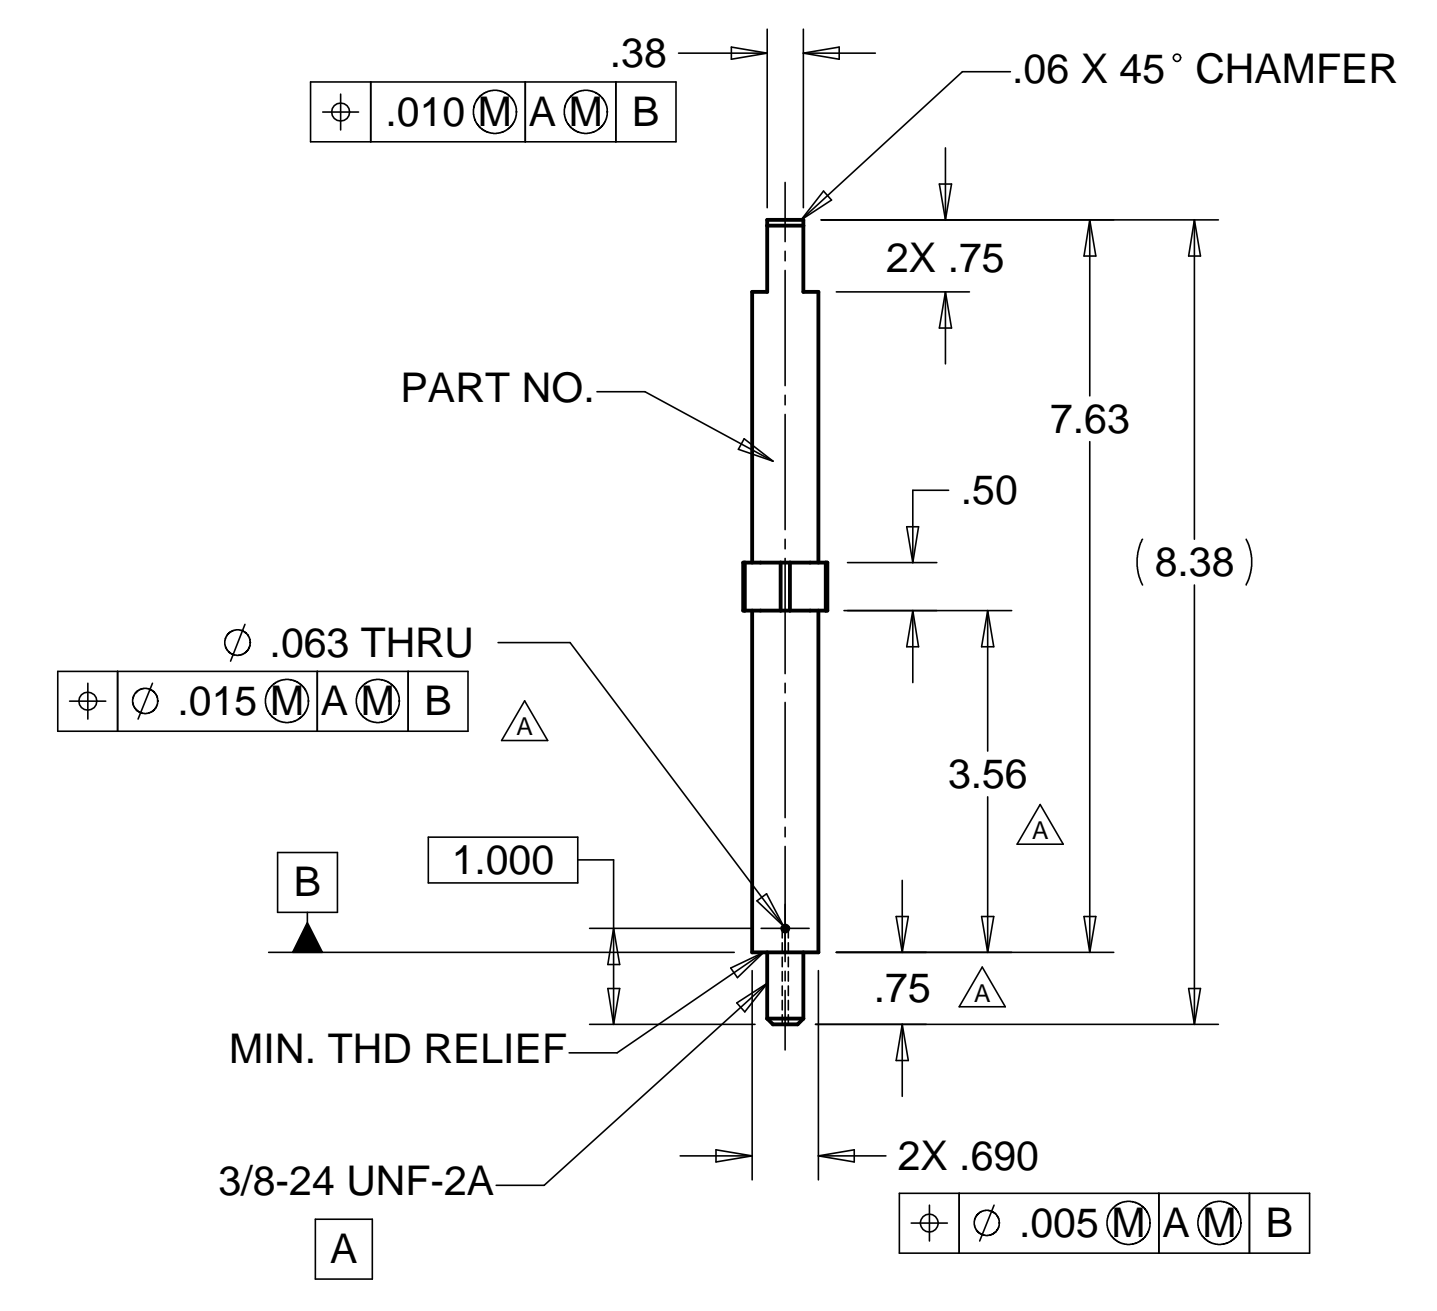 .38
.06 X 45° CHAMFER
⌖ .010 Ⓜ A Ⓜ B
2X .75
PART NO.
7.63
.50
(8.38)
⌀ .063 THRU
⌖ ⌀ .015 Ⓜ A Ⓜ B
A
3.56
A
1.000
B
.75 A
MIN. THD RELIEF
2X .690
3/8-24 UNF-2A
⌖ ⌀ .005 Ⓜ A Ⓜ B
A